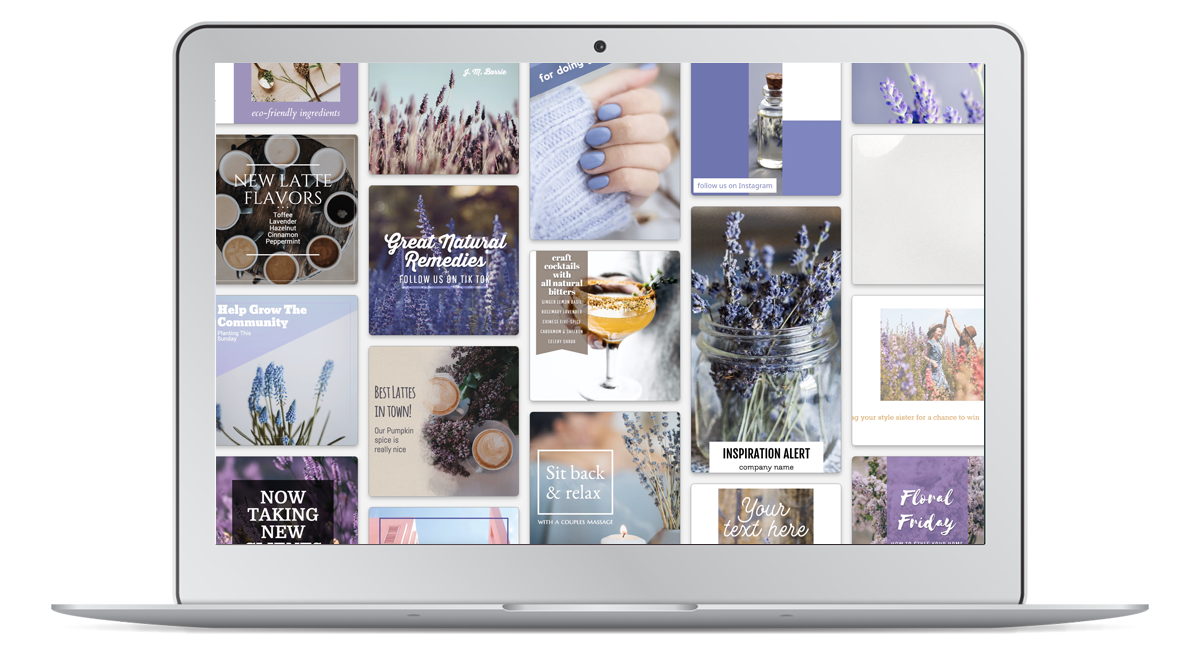 eco-friendly ingredients
NEW LATTE
FLAVORS
Toffee
Lavender
Hazelnut
Cinnamon
Peppermint
Help Grow The
Community
Planting This
Sunday
NOW
TAKING
NEW
CLIENTS
J. M. Barrie
Great Natural
Remedies
FOLLOW US ON TIK TOK
BEST LATTES
IN TOWN!
Our Pumpkin
spice is
really nice
for doing
craft
cocktails
with
all natural
bitters
GINGER LEMON BASIL
ROSEMARY LAVENDER
CHINESE FIVE-SPICE
CARDAMOM & SAFFRON
CELERY SUMAC
Sit back
& relax
WITH A COUPLES MASSAGE
follow us on Instagram
INSPIRATION ALERT
company name
Your
text here
g your style sister for a chance to win
Floral
Friday
HOW TO STYLE YOUR HOME